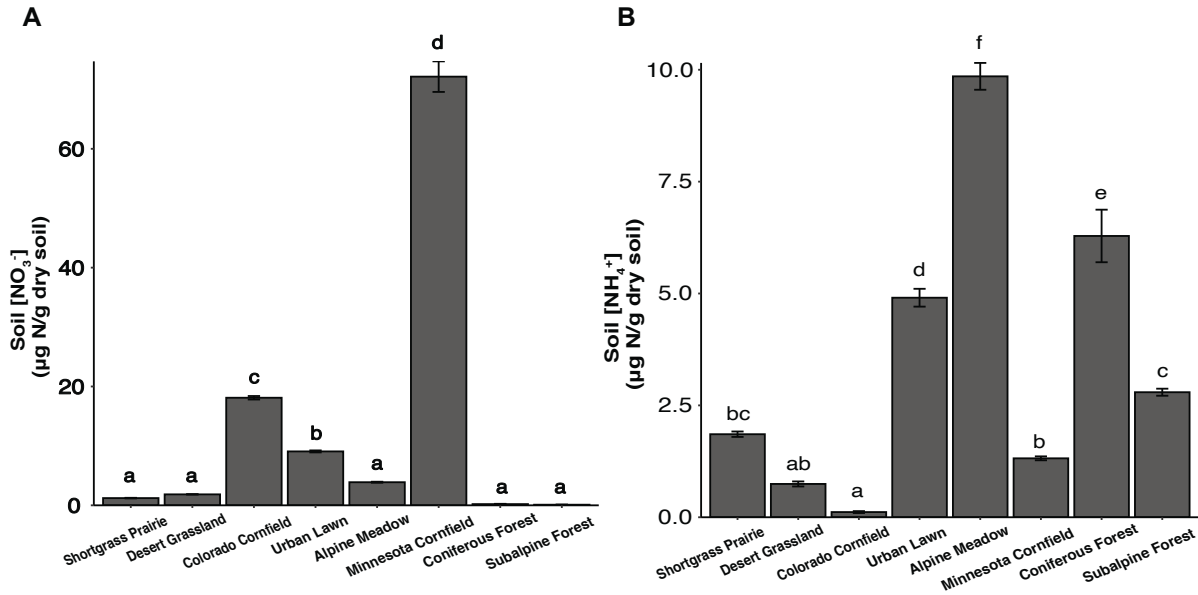 A
Soil [NO3-]
(µg N/g dry soil)
60
40
20
0
a
a
c
b
a
d
a
a
Shortgrass Prairie
Desert Grassland
Colorado Cornfield
Urban Lawn
Alpine Meadow
Minnesota Cornfield
Coniferous Forest
Subalpine Forest
B
Soil [NH4+]
(µg N/g dry soil)
10.0
7.5
5.0
2.5
0.0
bc
ab
a
d
f
b
e
c
Shortgrass Prairie
Desert Grassland
Colorado Cornfield
Urban Lawn
Alpine Meadow
Minnesota Cornfield
Coniferous Forest
Subalpine Forest